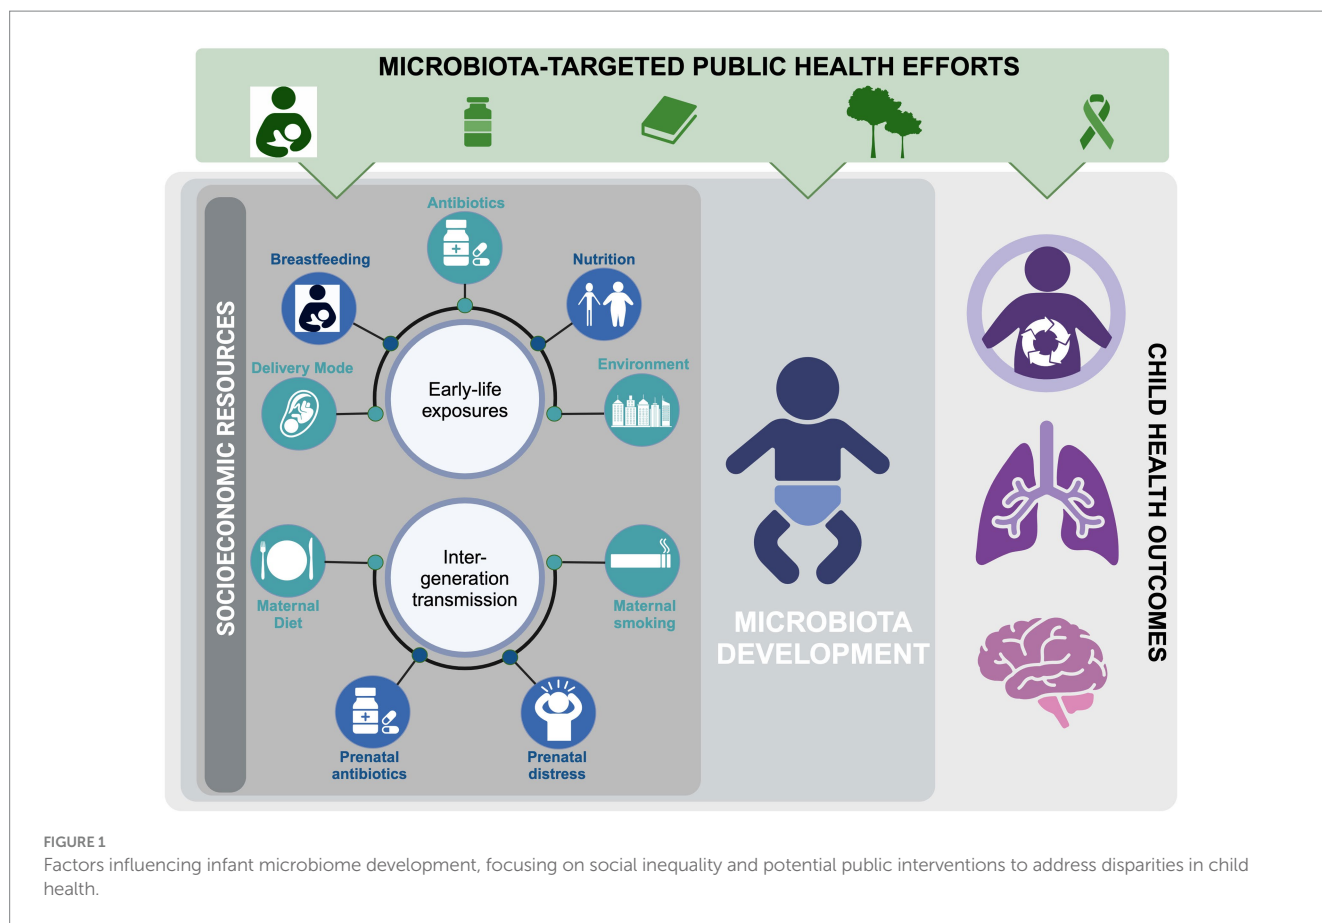 MICROBIOTA-TARGETED PUBLIC HEALTH EFFORTS
SOCIOECONOMIC RESOURCES
Antibiotics
Breastfeeding
Nutrition
Delivery Mode
Environment
Early-life
exposures
Inter-
generation
transmission
Maternal
Diet
Maternal
smoking
Prenatal
antibiotics
Prenatal
distress
MICROBIOTA
DEVELOPMENT
CHILD HEALTH OUTCOMES
FIGURE 1
Factors influencing infant microbiome development, focusing on social inequality and potential public interventions to address disparities in child
health.